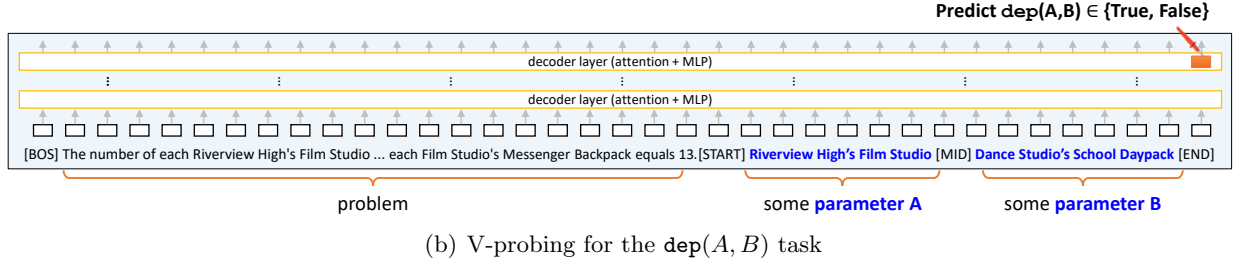 Predict dep(A,B) ∈ {True, False}
decoder layer (attention + MLP)
... ... ... ... ... ... ...
decoder layer (attention + MLP)
[BOS] The number of each Riverview High's Film Studio ... each Film Studio's Messenger Backpack equals 13.[START] Riverview High's Film Studio [MID] Dance Studio's School Daypack [END]
problem some parameter A some parameter B
(b) V-probing for the dep(A, B) task